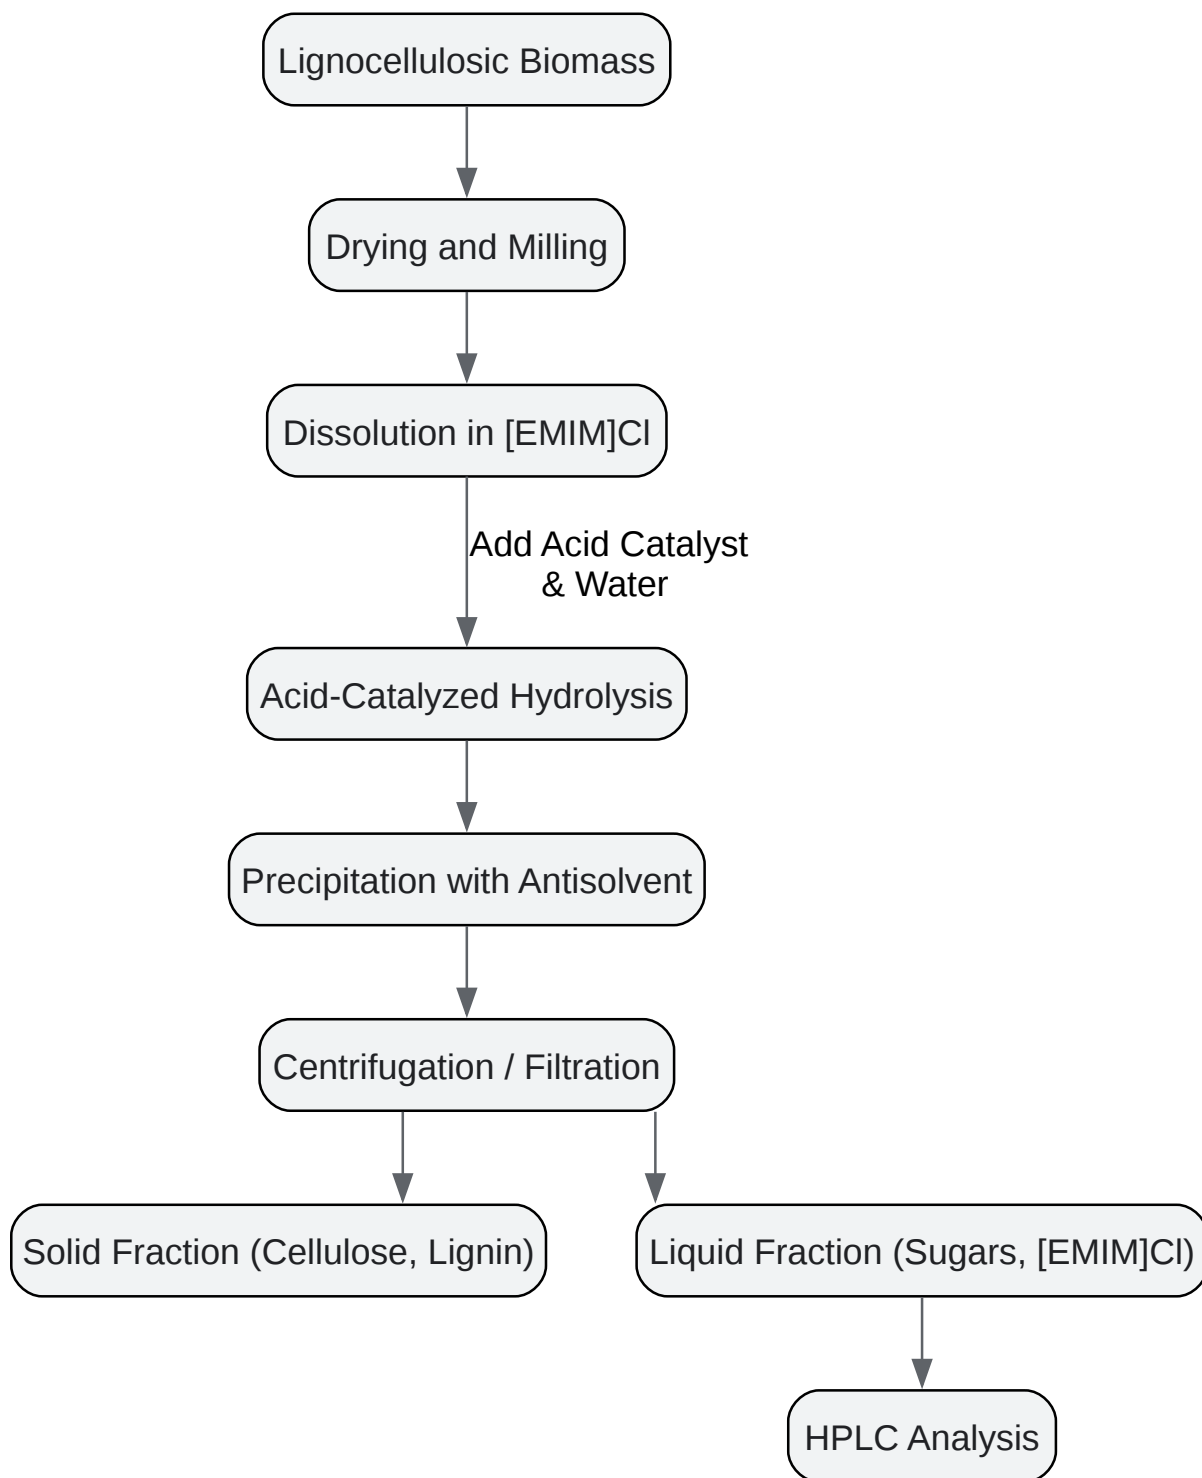 Lignocellulosic Biomass
Drying and Milling
Dissolution in [EMIM]Cl
Add Acid Catalyst
& Water
Acid-Catalyzed Hydrolysis
Precipitation with Antisolvent
Centrifugation / Filtration
Solid Fraction (Cellulose, Lignin)
Liquid Fraction (Sugars, [EMIM]Cl)
HPLC Analysis